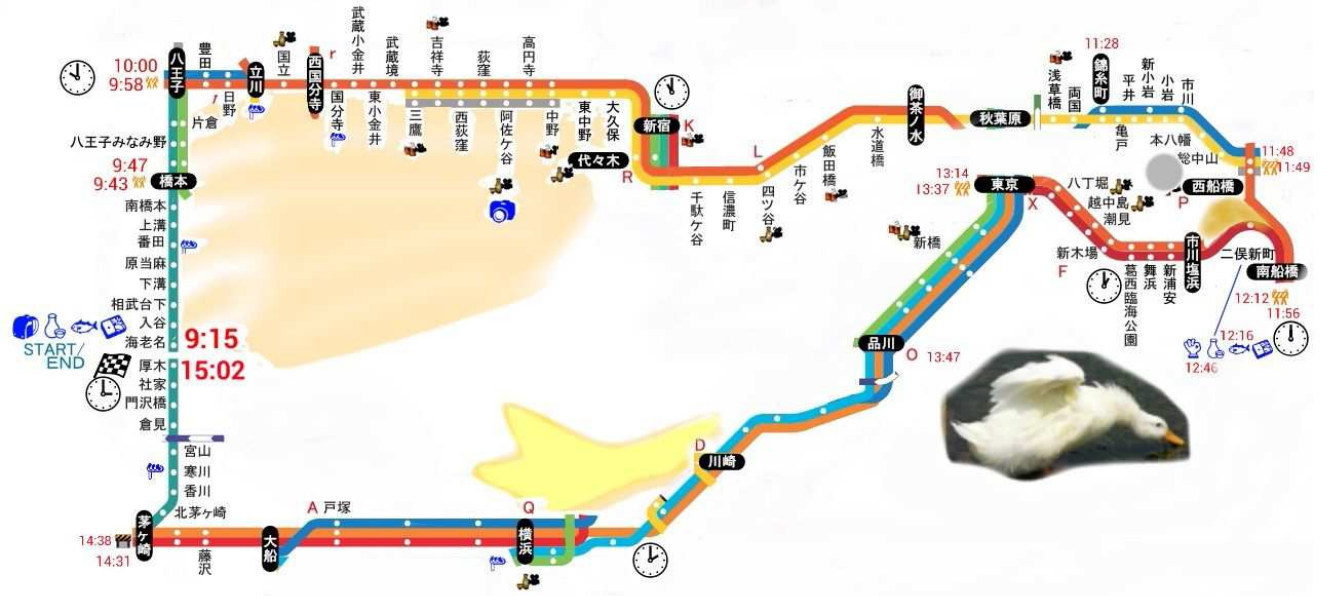 10:00
9:58
八王子
豊田
日野
立川
国立
西国分寺
r
国分寺
武蔵小金井
東小金井
武蔵境
三鷹
吉祥寺
西荻窪
荻窪
阿佐ケ谷
高円寺
中野
東中野
大久保
新宿
K
代々木
R
千駄ケ谷
信濃町
L
四ツ谷
市ケ谷
飯田橋
水道橋
御茶ノ水
秋葉原
浅草橋
両国
11:28
錦糸町
亀戸
平井
新小岩
小岩
市川
本八幡
総中山
11:48
11:49
西船橋
P
片倉
八王子みなみ野
9:47
9:43
橋本
南橋本
上溝
番田
原当麻
下溝
相武台下
入谷
海老名
START/
END
9:15
15:02
厚木
社家
門沢橋
倉見
宮山
寒川
香川
北茅ヶ崎
茅ヶ崎
14:38
14:31
藤沢
大船
A
戸塚
Q
横浜
D
川崎
品川
O
13:47
新橋
13:14
13:37
東京
X
八丁堀
越中島
潮見
新木場
F
葛西臨海公園
舞浜
新浦安
市川塩浜
二俣新町
南船橋
12:12
11:56
12:16
12:46